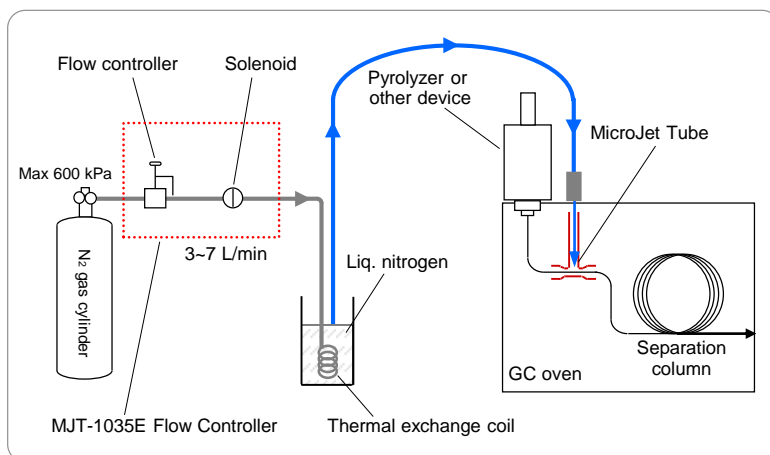 Flow controller
Solenoid
Pyrolyzer or
other device
MicroJet Tube
Max 600 kPa
N₂ gas cylinder
3~7 L/min
Liq. nitrogen
Separation
column
GC oven
MJT-1035E Flow Controller
Thermal exchange coil